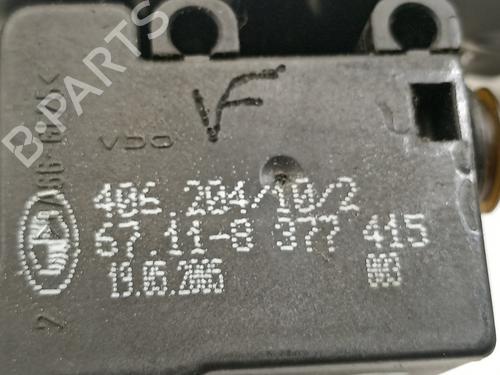 VF
VDO
406.204/10/2
67.11-8 377 415
19.05.2005
003
B-PARTS